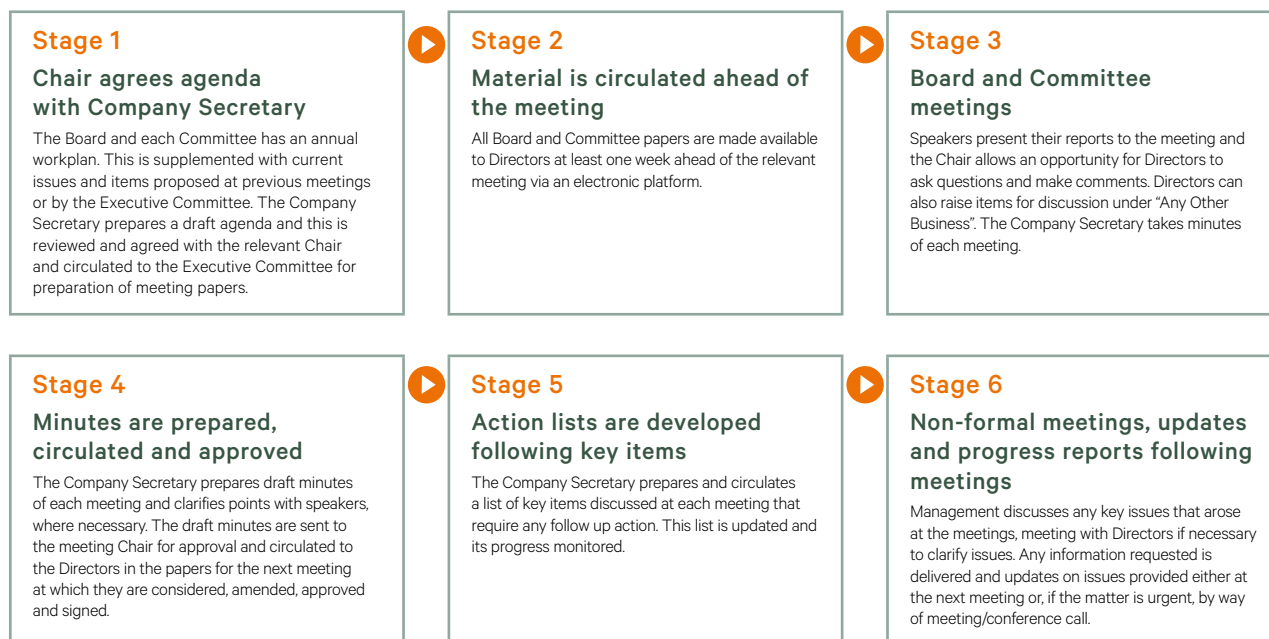 Stage 1
Chair agrees agenda
with Company Secretary
The Board and each Committee has an annual
workplan. This is supplemented with current
issues and items proposed at previous meetings
or by the Executive Committee. The Company
Secretary prepares a draft agenda and this is
reviewed and agreed with the relevant Chair
and circulated to the Executive Committee for
preparation of meeting papers.
Stage 2
Material is circulated ahead of
the meeting
All Board and Committee papers are made available
to Directors at least one week ahead of the relevant
meeting via an electronic platform.
Stage 3
Board and Committee
meetings
Speakers present their reports to the meeting and
the Chair allows an opportunity for Directors to
ask questions and make comments. Directors can
also raise items for discussion under “Any Other
Business”. The Company Secretary takes minutes
of each meeting.
Stage 4
Minutes are prepared,
circulated and approved
The Company Secretary prepares draft minutes
of each meeting and clarifies points with speakers,
where necessary. The draft minutes are sent to
the meeting Chair for approval and circulated to
the Directors in the papers for the next meeting
at which they are considered, amended, approved
and signed.
Stage 5
Action lists are developed
following key items
The Company Secretary prepares and circulates
a list of key items discussed at each meeting that
require any follow up action. This list is updated and
its progress monitored.
Stage 6
Non-formal meetings, updates
and progress reports following
meetings
Management discusses any key issues that arose
at the meetings, meeting with Directors if necessary
to clarify issues. Any information requested is
delivered and updates on issues provided either at
the next meeting or, if the matter is urgent, by way
of meeting/conference call.